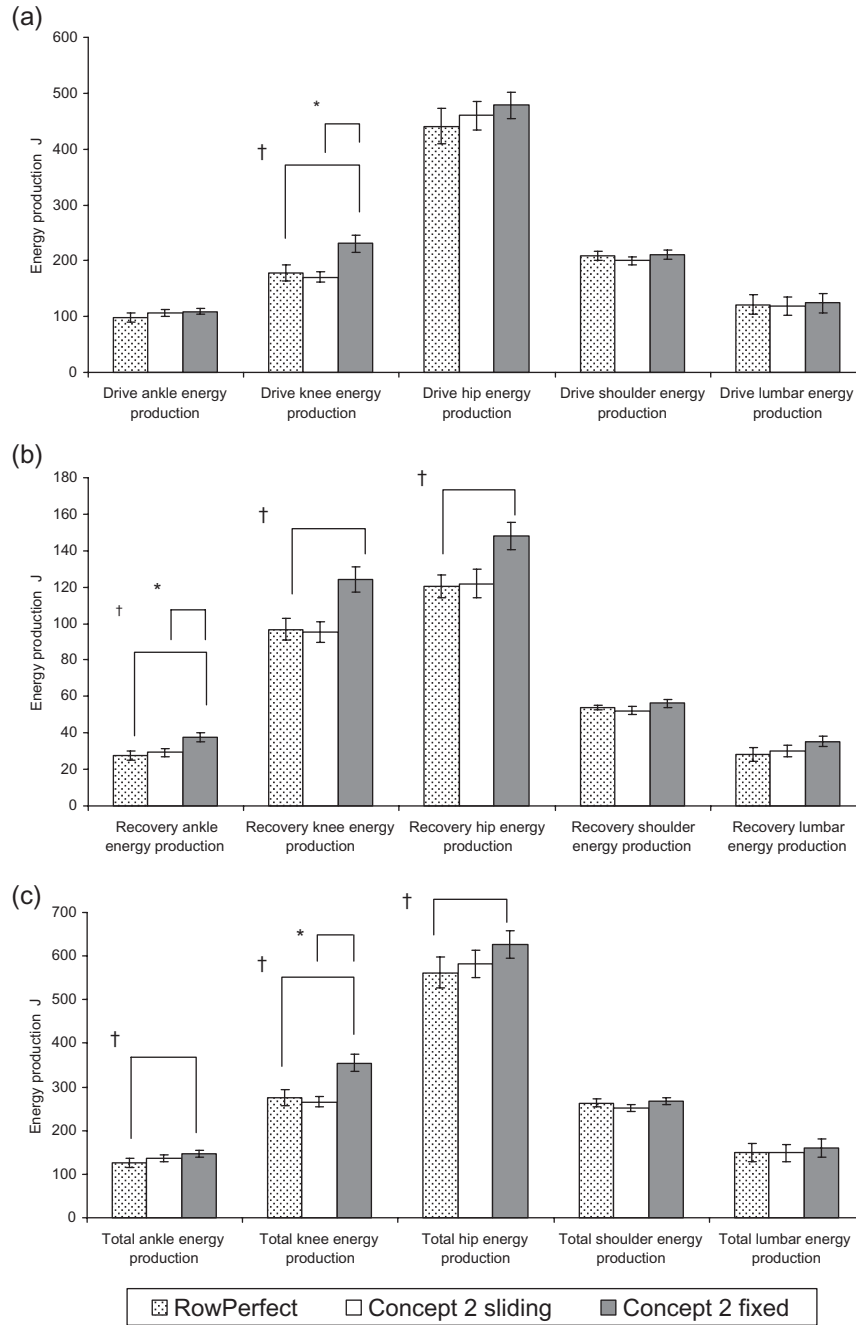 (a)
600
500
400
300
200
100
0
Energy production J
†
*
Drive ankle energy production
Drive knee energy production
Drive hip energy production
Drive shoulder energy production
Drive lumbar energy production
(b)
180
160
140
120
100
80
60
40
20
0
Energy production J
†
*
†
†
Recovery ankle energy production
Recovery knee energy production
Recovery hip energy production
Recovery shoulder energy production
Recovery lumbar energy production
(c)
700
600
500
400
300
200
100
0
Energy production J
†
†
*
†
Total ankle energy production
Total knee energy production
Total hip energy production
Total shoulder energy production
Total lumbar energy production
RowPerfect
Concept 2 sliding
Concept 2 fixed